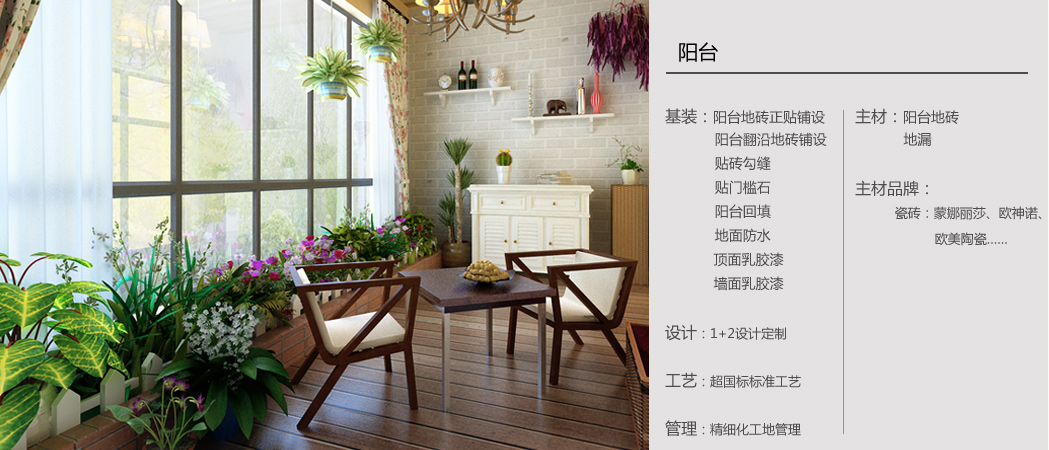 阳台
基装：阳台地砖正贴铺设
阳台翻沿地砖铺设
贴砖勾缝
贴门槛石
阳台回填
地面防水
顶面乳胶漆
墙面乳胶漆
设计：1+2设计定制
工艺：超国标标准工艺
管理：精细化工地管理
主材：阳台地砖
地漏
主材品牌：
瓷砖：蒙娜丽莎、欧神诺、
欧美陶瓷......